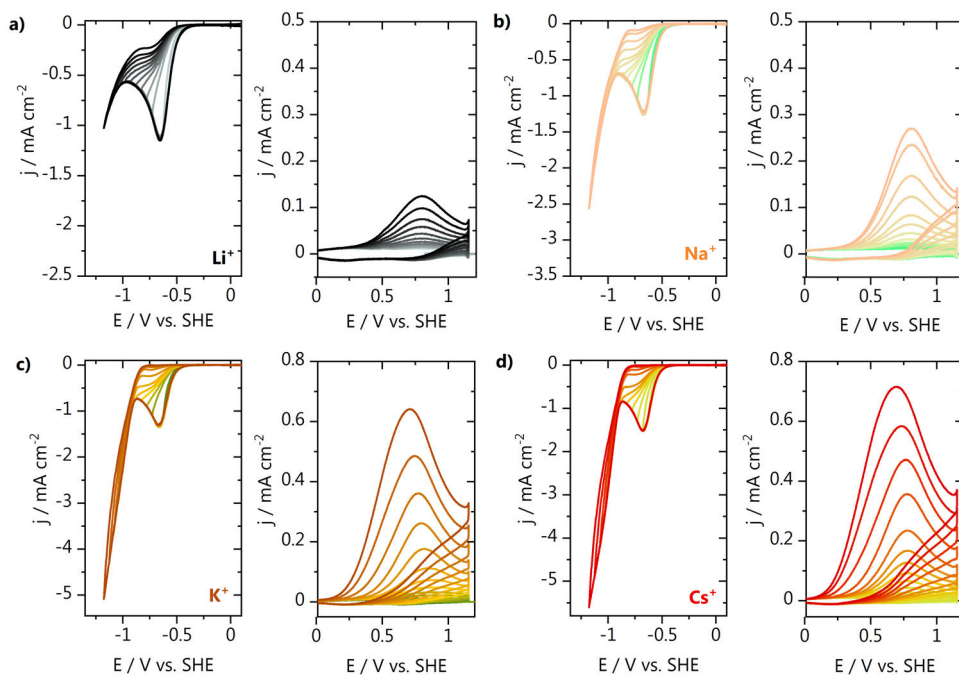 a)
0
-0.5
-1
-1.5
-2
-2.5
j / mA cm-2
-1 -0.5 0
E / V vs. SHE
Li+
0.5
0.4
0.3
0.2
0.1
0
j / mA cm-2
0 0.5 1
E / V vs. SHE
b)
0
-0.5
-1
-1.5
-2
-2.5
-3
-3.5
j / mA cm-2
-1 -0.5 0
E / V vs. SHE
Na+
0.5
0.4
0.3
0.2
0.1
0
j / mA cm-2
0 0.5 1
E / V vs. SHE
c)
0
-1
-2
-3
-4
-5
j / mA cm-2
-1 -0.5 0
E / V vs. SHE
K+
0.8
0.6
0.4
0.2
0
j / mA cm-2
0 0.5 1
E / V vs. SHE
d)
0
-1
-2
-3
-4
-5
j / mA cm-2
-1 -0.5 0
E / V vs. SHE
Cs+
0.8
0.6
0.4
0.2
0
j / mA cm-2
0 0.5 1
E / V vs. SHE